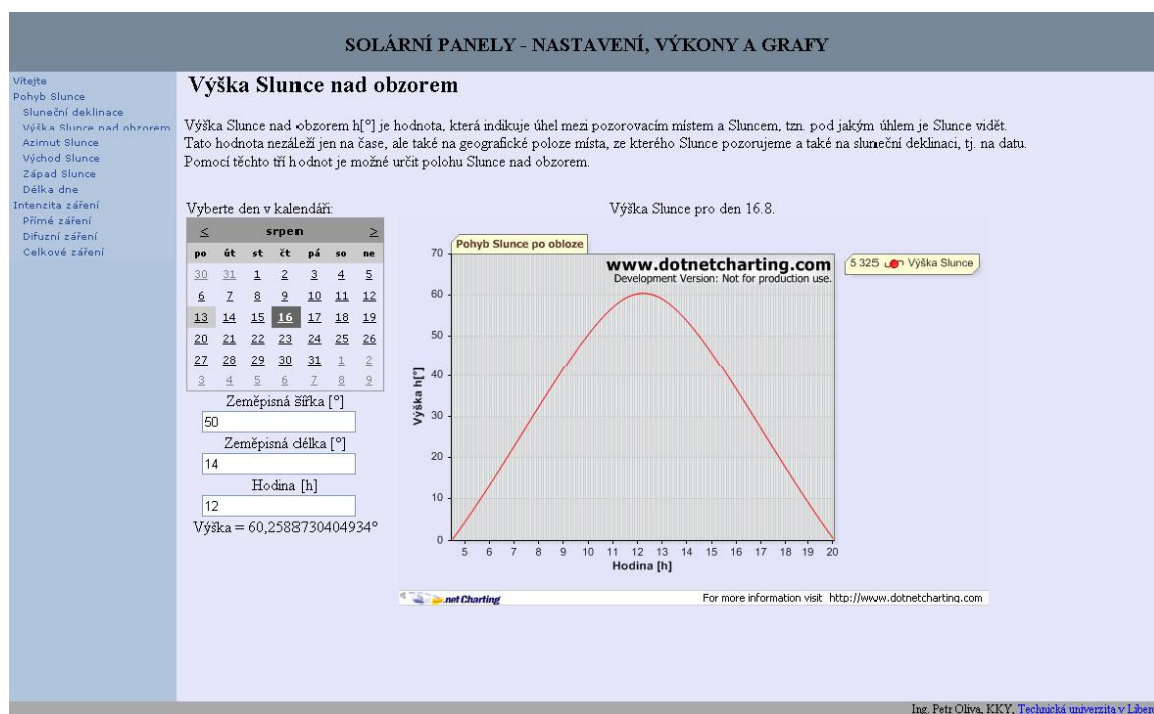 SOLÁRNÍ PANELY - NASTAVENÍ, VÝKONY A GRAFY
Vítejte
Pohyb Slunce
Sluneční deklinace
Výška Slunce nad obzorem
Azimut Slunce
Východ Slunce
Západ Slunce
Délka dne
Intenzita záření
Přímé záření
Difuzní záření
Celkové záření
Výška Slunce nad obzorem
Výška Slunce nad obzorem h[°] je hodnota, která indikuje úhel mezi pozorovacím místem a Sluncem, tzn. pod jakým úhlem je Slunce vidět.
Tato hodnota nezáleží jen na čase, ale také na geografické poloze místa, ze kterého Slunce pozorujeme a také na sluneční deklinaci, tj. na datu.
Pomocí těchto tří hodnot je možné určit polohu Slunce nad obzorem.
Vyberte den v kalendáři:
< srpen >
po út st čt pá so ne
30 31 1 2 3 4 5
6 7 8 9 10 11 12
13 14 15 16 17 18 19
20 21 22 23 24 25 26
27 28 29 30 31 1 2
3 4 5 6 7 8 9
Zeměpisná šířka [°]
50
Zeměpisná délka [°]
14
Hodina [h]
12
Výška = 60,2588730404934°
Výška Slunce pro den 16.8.
Pohyb Slunce po obloze
www.dotnetcharting.com
Development Version: Not for production use.
5 325 Výška Slunce
Výška h[°]
70
60
50
40
30
20
10
0
5 6 7 8 9 10 11 12 13 14 15 16 17 18 19 20
Hodina [h]
.net Charting
For more information visit http://www.dotnetcharting.com
Ing. Petr Oliva, KKY, Technická univerzita v Liberc